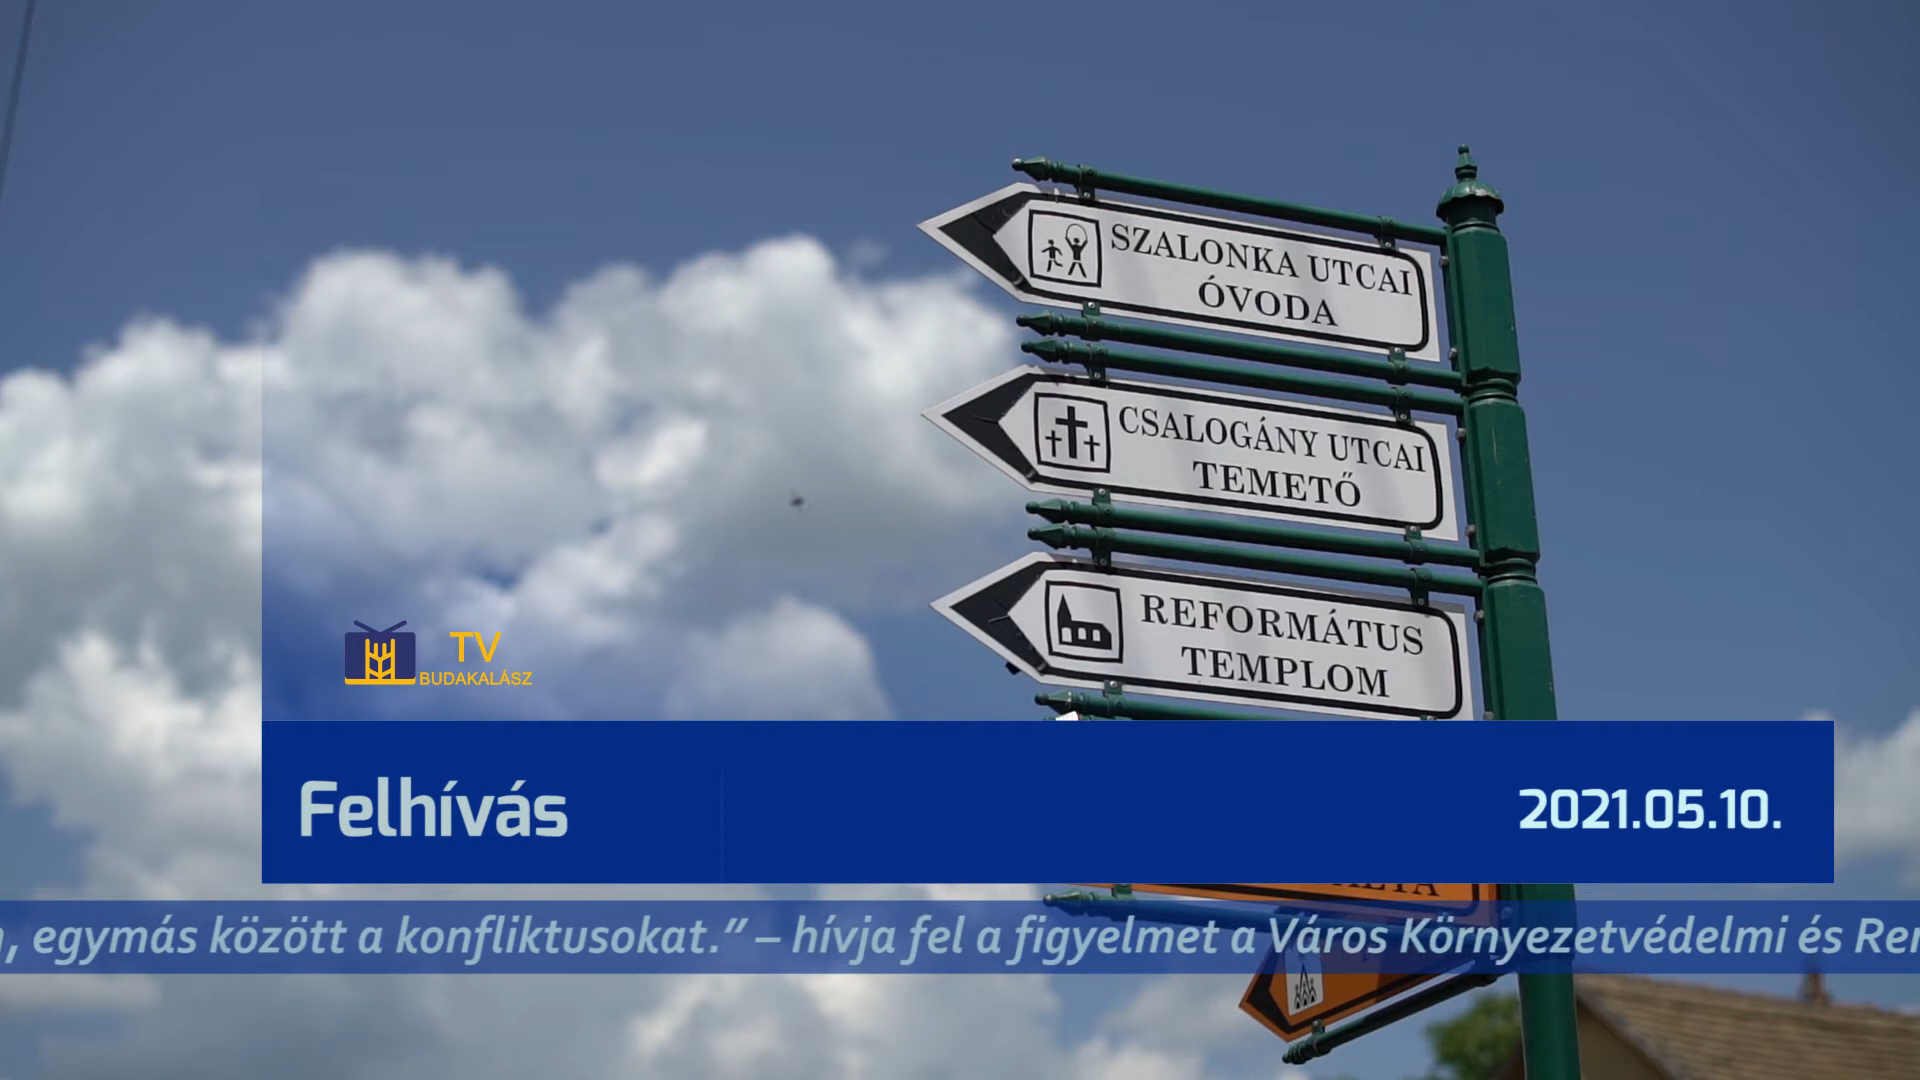 SZALONKA UTCAI
ÓVODA
CSALOGÁNY UTCAI
TEMETŐ
REFORMÁTUS
TEMPLOM
TV
BUDAKALÁSZ
Felhívás
2021.05.10.
, egymás között a konfliktusokat.” – hívja fel a figyelmet a Város Környezetvédelmi és